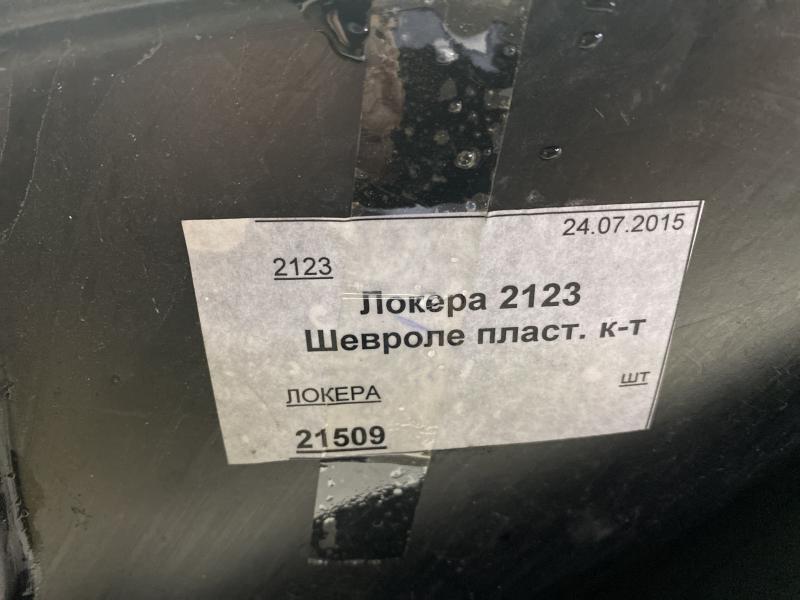 24.07.2015
2123
Локера 2123
Шевроле пласт. к-т
ЛОКЕРА
шт
21509